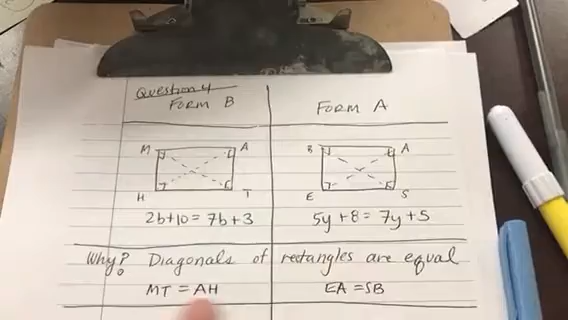 Question 4
FORM B
FORM A
M A
H T
B A
E S
2b+10 = 7b+3
5y+8 = 7y+5
Why? Diagonals of rectangles are equal
MT = AH
EA = SB